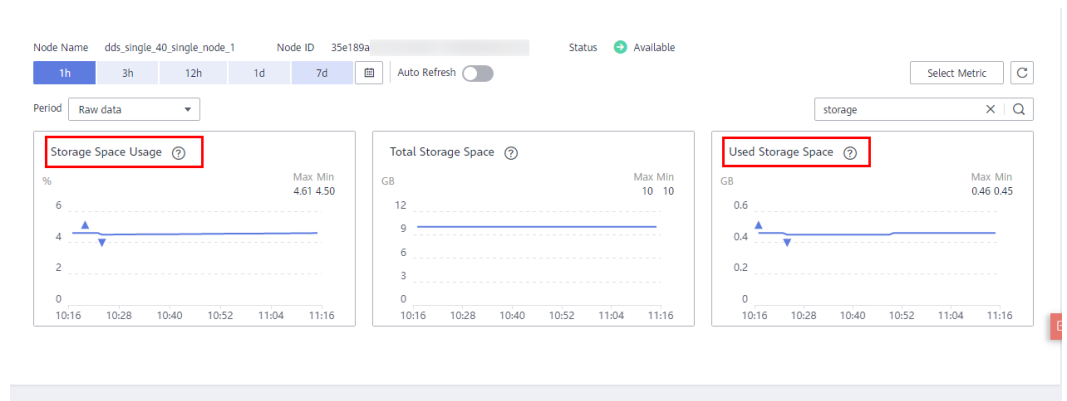 Node Name dds_single_40_single_node_1 Node ID 35e189a Status Available
1h 3h 12h 1d 7d Auto Refresh Select Metric
Period Raw data storage
Storage Space Usage ?
% Max Min
4.61 4.50
6
4
2
0
10:16 10:28 10:40 10:52 11:04 11:16
Total Storage Space ?
GB Max Min
10 10
12
9
6
3
0
10:16 10:28 10:40 10:52 11:04 11:16
Used Storage Space ?
GB Max Min
0.46 0.45
0.6
0.4
0.2
0
10:16 10:28 10:40 10:52 11:04 11:16